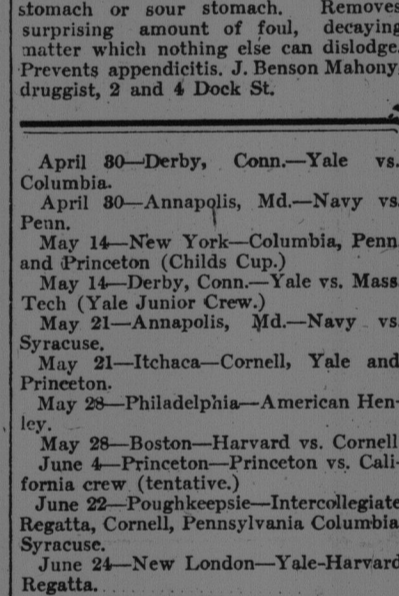 stomach or sour stomach. Removes
surprising amount of foul, decaying
matter which nothing else can dislodge.
Prevents appendicitis. J. Benson Mahony,
druggist, 2 and 4 Dock St.
April 30—Derby, Conn.—Yale vs.
Columbia.
April 30—Annapolis, Md.—Navy vs
Penn.
May 14—New York—Columbia, Penn
and Princeton (Childs Cup.)
May 14—Derby, Conn.—Yale vs. Mass
Tech (Yale Junior Crew.)
May 21—Annapolis, Md.—Navy vs
Syracuse.
May 21—Itchaca—Cornell, Yale and
Princeton.
May 28—Philadelphia—American Hen-
ley.
May 28—Boston—Harvard vs. Cornell
June 4—Princeton—Princeton vs. Cali-
fornia crew (tentative.)
June 22—Poughkeepsie—Intercollegiate
Regatta, Cornell, Pennsylvania Columbia
Syracuse.
June 24—New London—Yale-Harvard
Regatta.